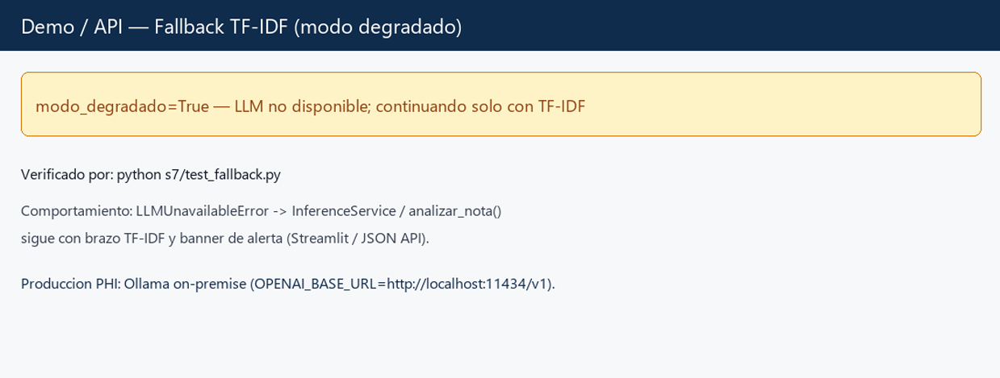 Demo / API — Fallback TF-IDF (modo degradado)
modo_degradado=True — LLM no disponible; continuando solo con TF-IDF
Verificado por: python s7/test_fallback.py
Comportamiento: LLMUnavailableError -> InferenceService / analizar_nota()
sigue con brazo TF-IDF y banner de alerta (Streamlit / JSON API).
Produccion PHI: Ollama on-premise (OPENAI_BASE_URL=http://localhost:11434/v1).